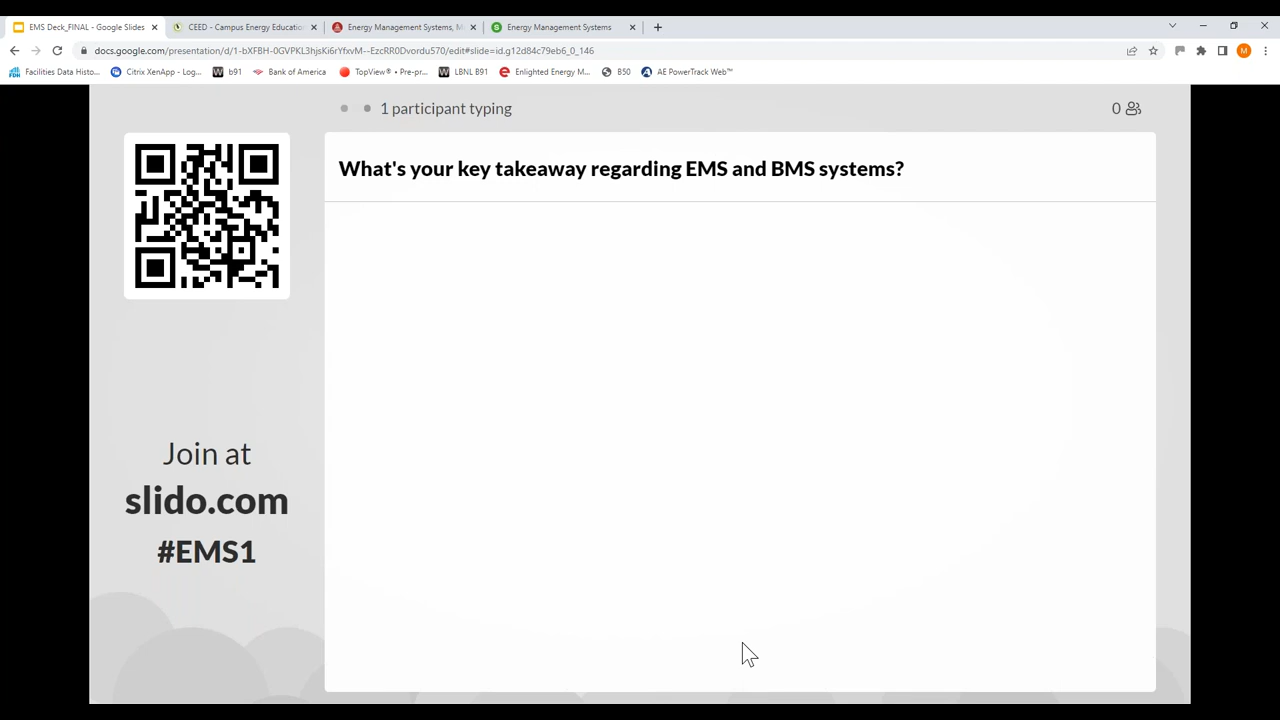 EMS Deck_FINAL - Google Slides
CEED - Campus Energy Educatio
Energy Management Systems, M
Energy Management Systems
docs.google.com/presentation/d/1-bXFBH-0GVPKL3hjsKi6rYfxvM--EzcRR0Dvordu570/edit#slide=id.g12d84c79eb6_0_146
M
Facilities Data Histo...
Citrix XenApp - Log...
b91
Bank of America
TopView® • Pre-pr...
LBNL B91
Enlighted Energy M...
B50
AE PowerTrack Web™
1 participant typing
0
What's your key takeaway regarding EMS and BMS systems?
Join at
slido.com
#EMS1